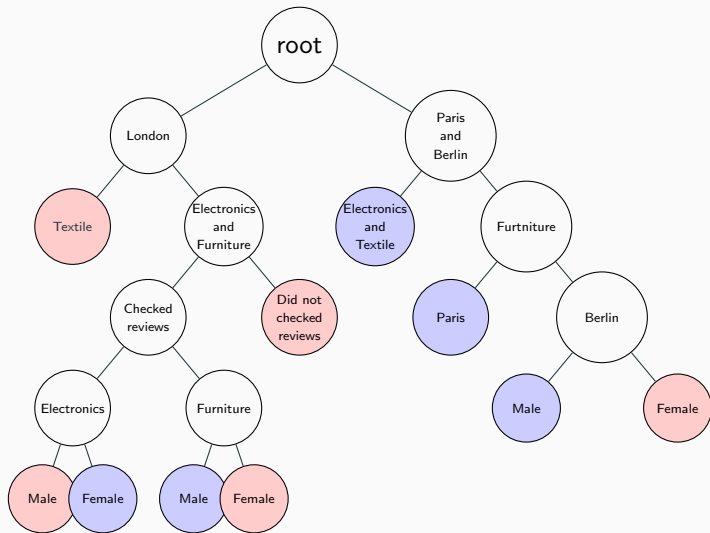 root
London
Paris
and
Berlin
Textile
Electronics
and
Furniture
Electronics
and
Textile
Furtniture
Checked
reviews
Did not
checked
reviews
Paris
Berlin
Electronics
Furniture
Male
Female
Male
Female
Male
Female